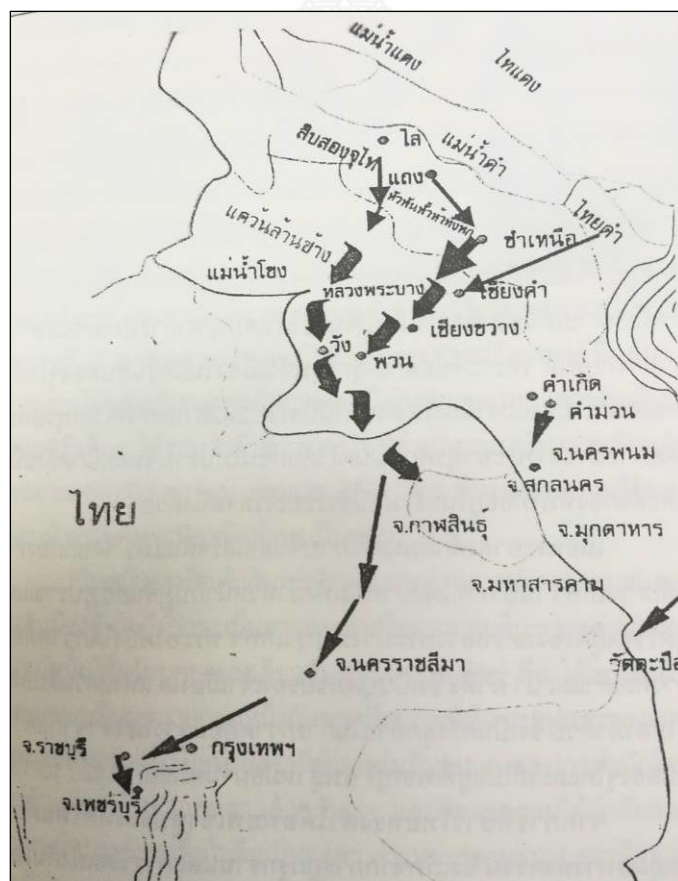 แม่น้ำแดง
ไทแดง
สิบสองจุไท
ไล
แม่น้ำดำ
แถง
หัวพันห้าทั้งหก
ไทยดำ
ซำเหนือ
แคว้นล้านช้าง
แม่น้ำโขง
หลวงพระบาง
เชียงคำ
เชียงขวาง
วัง
พวน
คำเกิด
คำม่วน
จ.นครพนม
จ.สกลนคร
ไทย
จ.กาฬสินธุ์
จ.มุกดาหาร
จ.มหาสารคาม
จ.นครราชสีมา
จ.ราชบุรี
กรุงเทพฯ
จ.เพชรบุรี